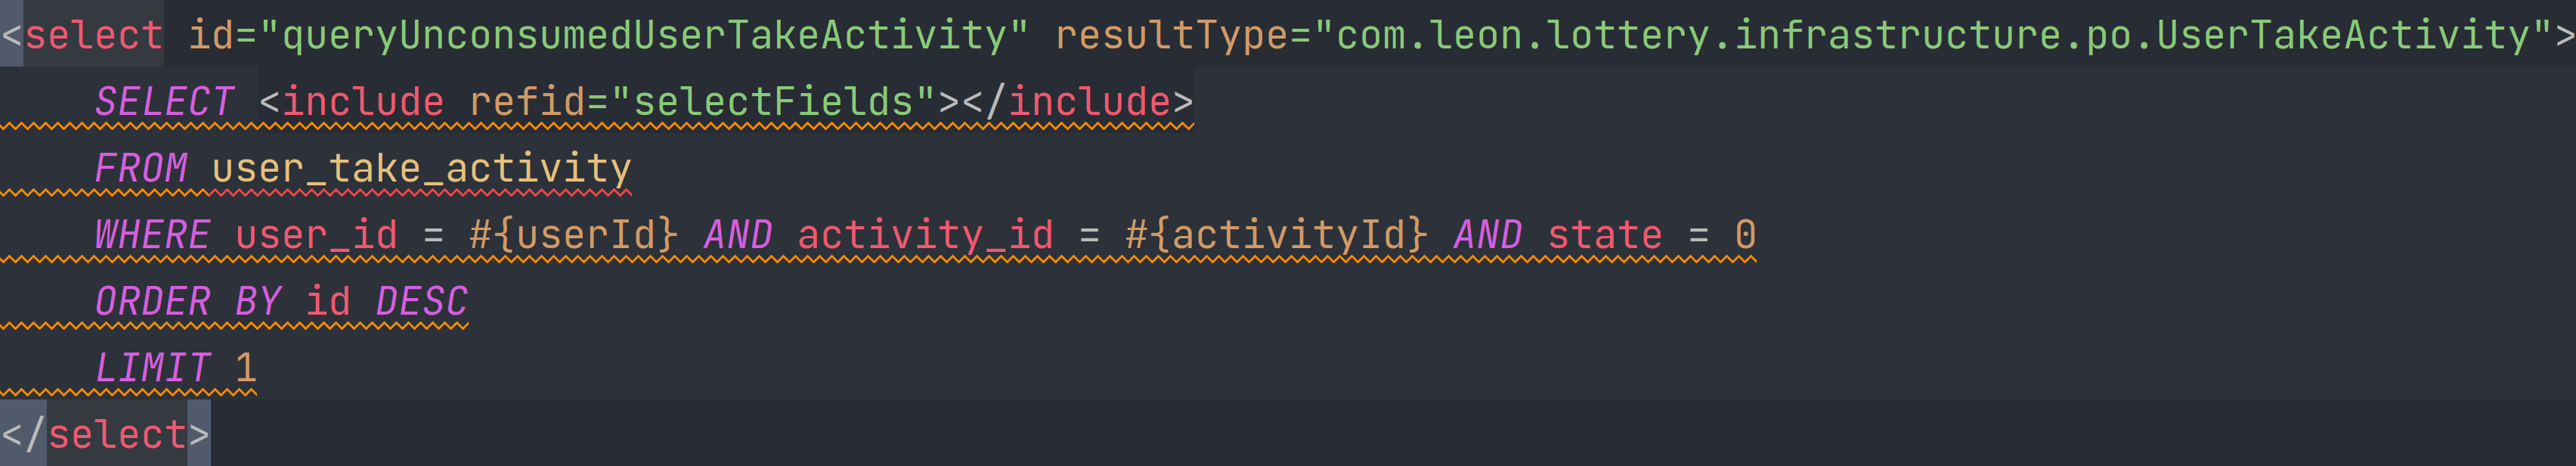 <select id="queryUnconsumedUserTakeActivity" resultType="com.leon.lottery.infrastructure.po.UserTakeActivity">
    SELECT <include refid="selectFields"></include>
    FROM user_take_activity
    WHERE user_id = #{userId} AND activity_id = #{activityId} AND state = 0
    ORDER BY id DESC
    LIMIT 1
</select>